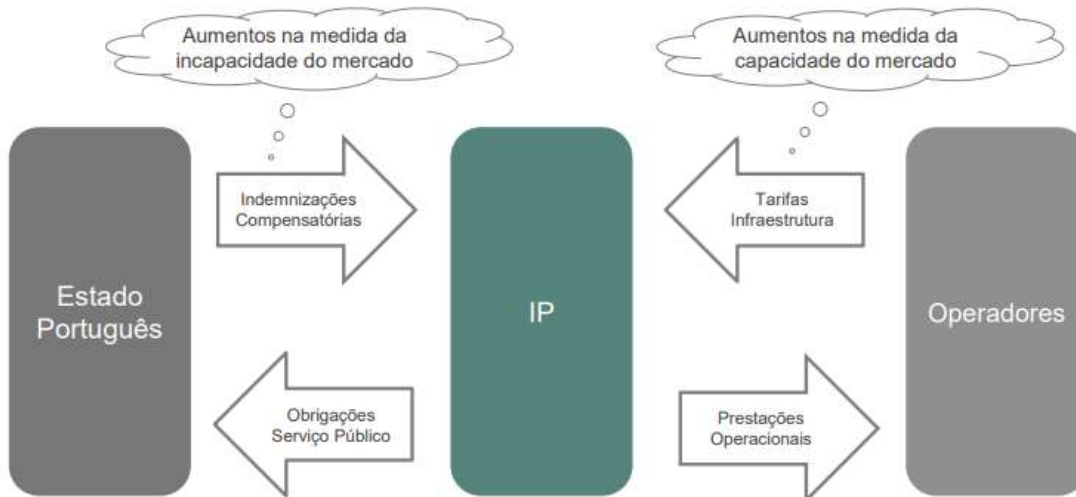 Aumentos na medida da
incapacidade do mercado
Aumentos na medida da
capacidade do mercado
Indemnizações
Compensatórias
Tarifas
Infraestrutura
Estado
Português
IP
Operadores
Obrigações
Serviço Público
Prestações
Operacionais